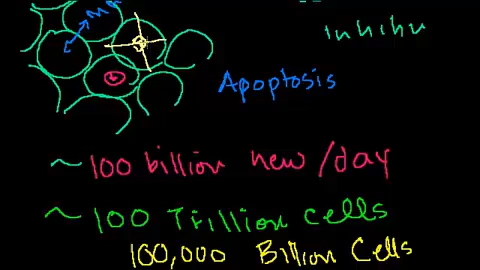 Apoptosis
~ 100 billion new/day
~ 100 Trillion cells
100,000 Billion Cells